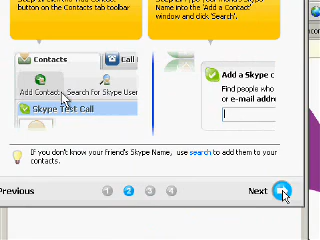 button on the Contacts tab toolbar
Name into the 'Add a Contact'
window and click 'Search'.
Contacts
Call
Add a Skype c
Add Contact
Search for Skype User
Find people who
or e-mail addre
Skype Test Call
If you don't know your friend's Skype Name, use search to add them to your
contacts.
Previous
1
2
3
4
Next